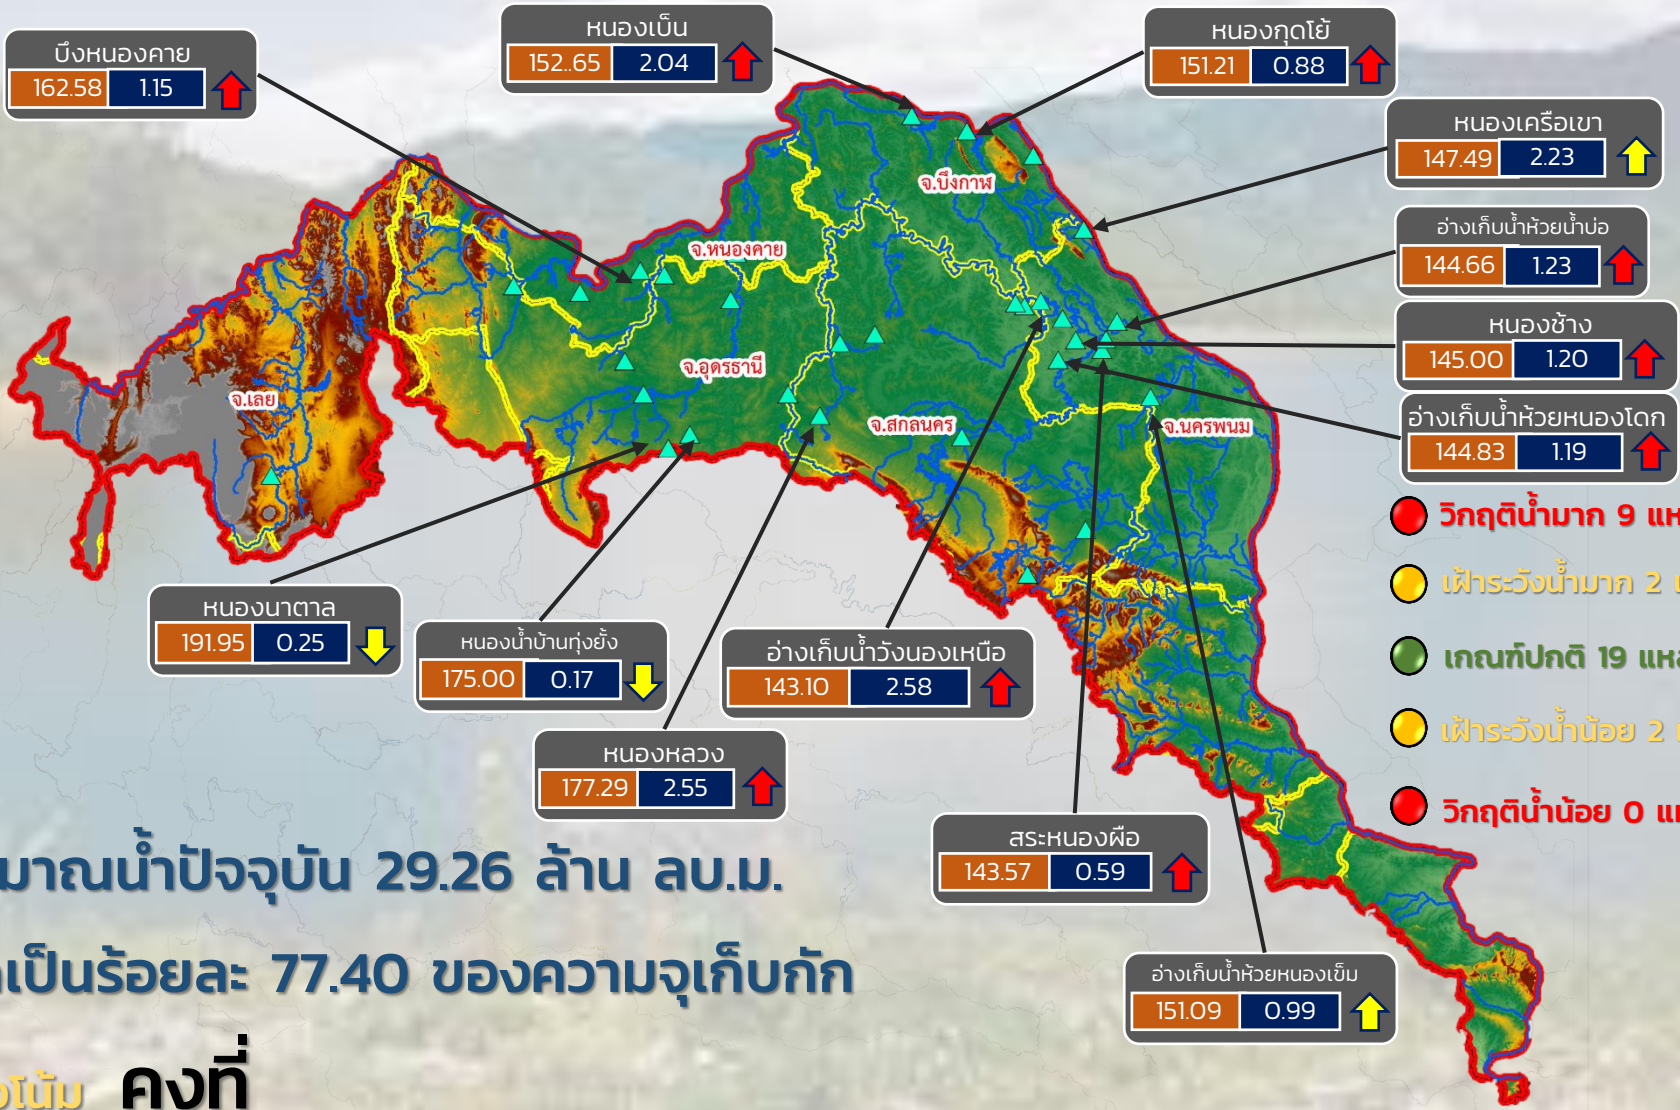 หนองเบ็น
152..65 2.04
หนองกุดโย้
151.21 0.88
บึงหนองคาย
162.58 1.15
หนองเครือเขา
147.49 2.23
จ.บึงกาฬ
อ่างเก็บน้ำห้วยน้ำบ่อ
144.66 1.23
จ.หนองคาย
หนองช้าง
145.00 1.20
จ.อุดรธานี
จ.เลย
จ.สกลนคร
จ.นครพนม
อ่างเก็บน้ำห้วยหนองโดก
144.83 1.19
วิกฤติน้ำมาก 9 แห
เฝ้าระวังน้ำมาก 2
เกณฑ์ปกติ 19 แหล
เฝ้าระวังน้ำน้อย 2
วิกฤติน้ำน้อย 0 แ
หนองนาตาล
191.95 0.25
หนองน้ำบ้านทุ่งยั้ง
175.00 0.17
อ่างเก็บน้ำวังนองเหนือ
143.10 2.58
หนองหลวง
177.29 2.55
สระหนองผือ
143.57 0.59
อ่างเก็บน้ำห้วยหนองเข็ม
151.09 0.99
มาณน้ำปัจจุบัน 29.26 ล้าน ลบ.ม.
เป็นร้อยละ 77.40 ของความจุเก็บกัก
โน้ม คงที่